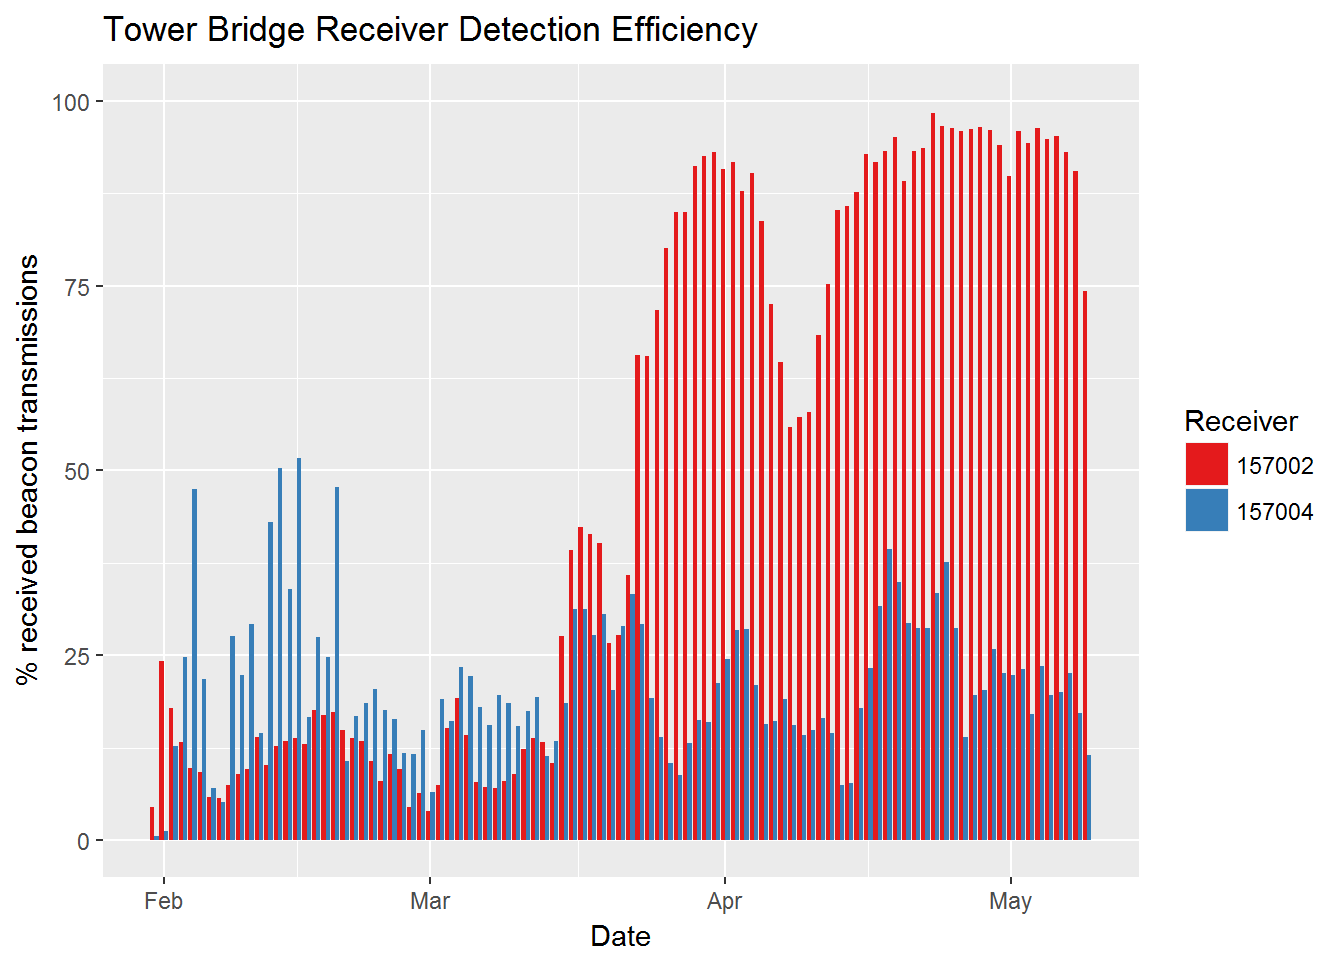 Tower Bridge Receiver Detection Efficiency
% received beacon transmissions
100
75
50
25
0
Feb
Mar
Apr
May
Date
Receiver
157002
157004